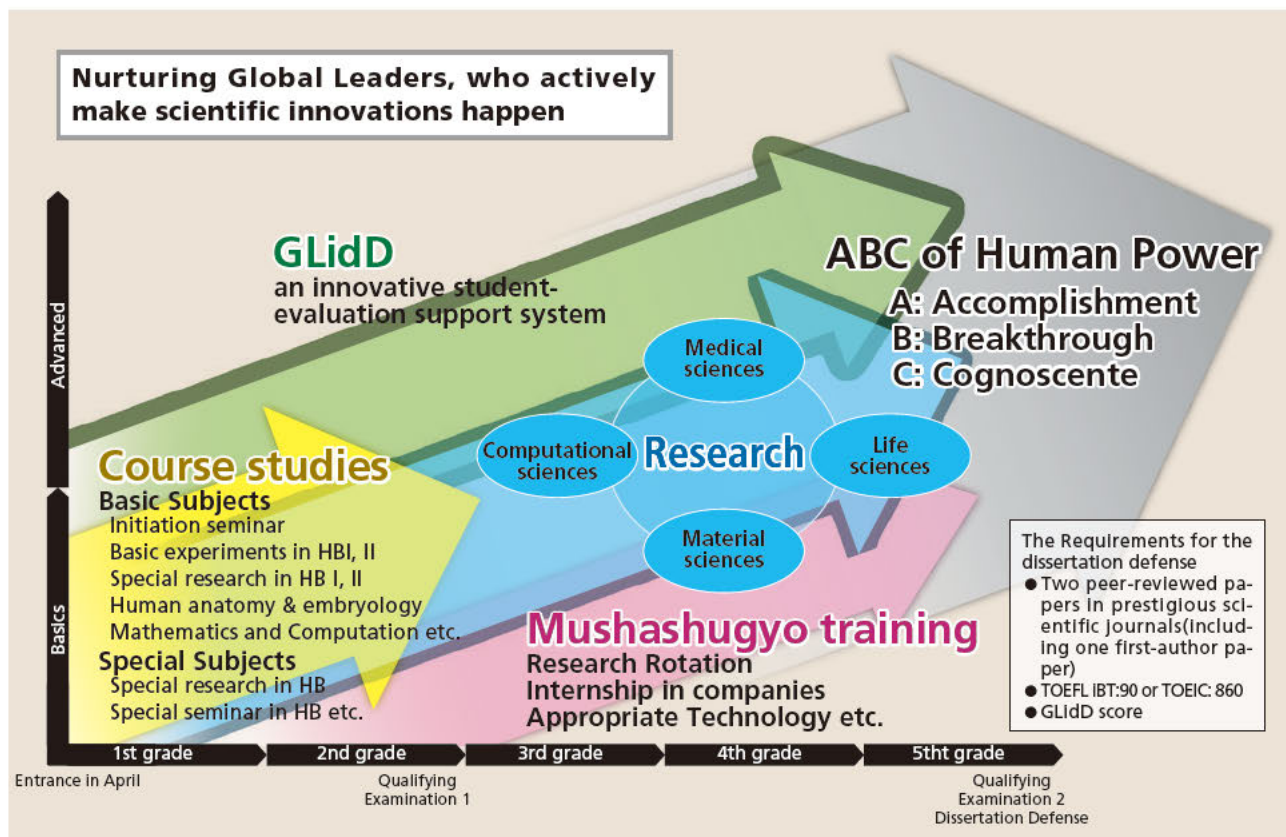 Nurturing Global Leaders, who actively
make scientific innovations happen
GLidD
an innovative student-
evaluation support system
ABC of Human Power
A: Accomplishment
B: Breakthrough
C: Cognoscente
Advanced
Basics
Medical
sciences
Computational
sciences
Research
Life
sciences
Material
sciences
Course studies
Basic Subjects
Initiation seminar
Basic experiments in HBI, II
Special research in HB I, II
Human anatomy & embryology
Mathematics and Computation etc.
Special Subjects
Special research in HB
Special seminar in HB etc.
Mushashugyo training
Research Rotation
Internship in companies
Appropriate Technology etc.
The Requirements for the
dissertation defense
● Two peer-reviewed pa-
pers in prestigious sci-
entific journals(includ-
ing one first-author pa-
per)
● TOEFL iBT:90 or TOEIC: 860
● GLidD score
1st grade
2nd grade
3rd grade
4th grade
5tht grade
Entrance in April
Qualifying
Examination 1
Qualifying
Examination 2
Dissertation Defense